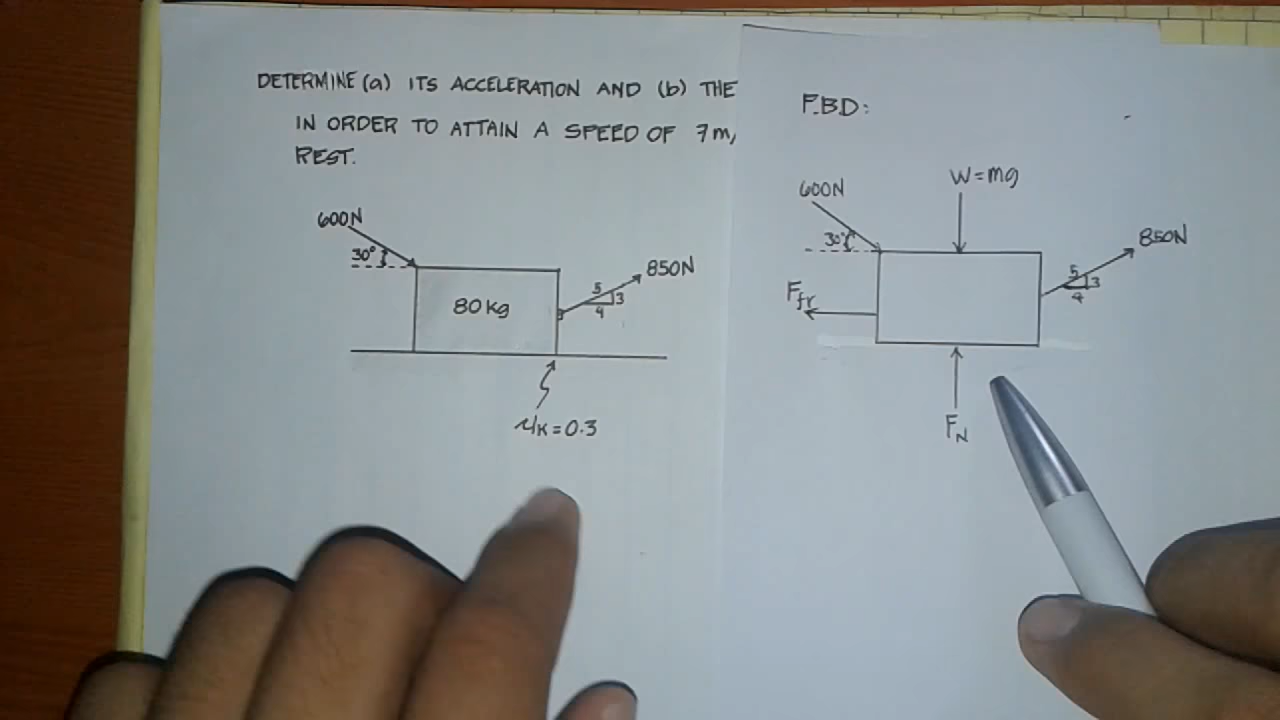 DETERMINE (a) ITS ACCELERATION AND (b) THE
IN ORDER TO ATTAIN A SPEED OF 7m/
REST.
600N
30°
80 Kg
5
3
4
850N
μk = 0.3
F.B.D:
600N
30°
W = mg
850N
5
3
4
Ffr
FN